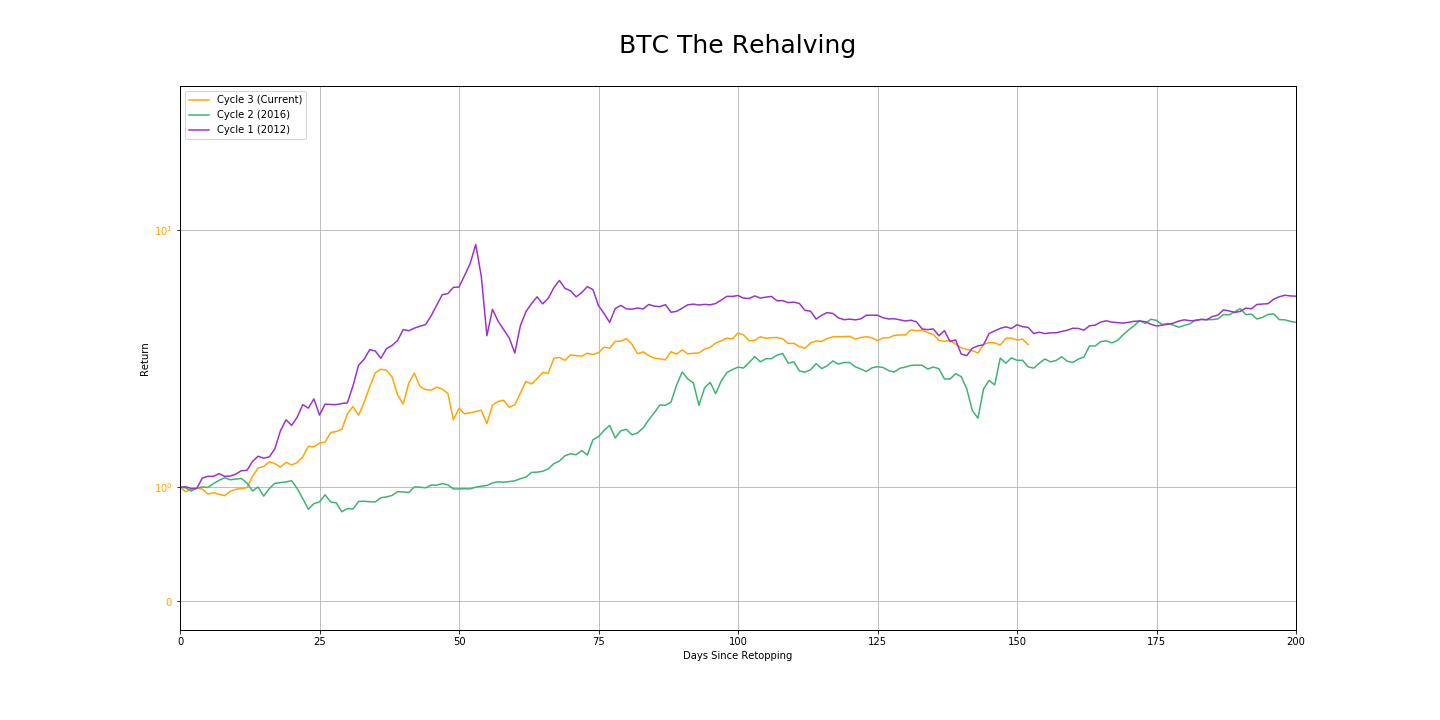 BTC The Rehalving
Cycle 3 (Current)
Cycle 2 (2016)
Cycle 1 (2012)
10¹
10⁰
0
Return
0 25 50 75 100 125 150 175 200
Days Since Retopping